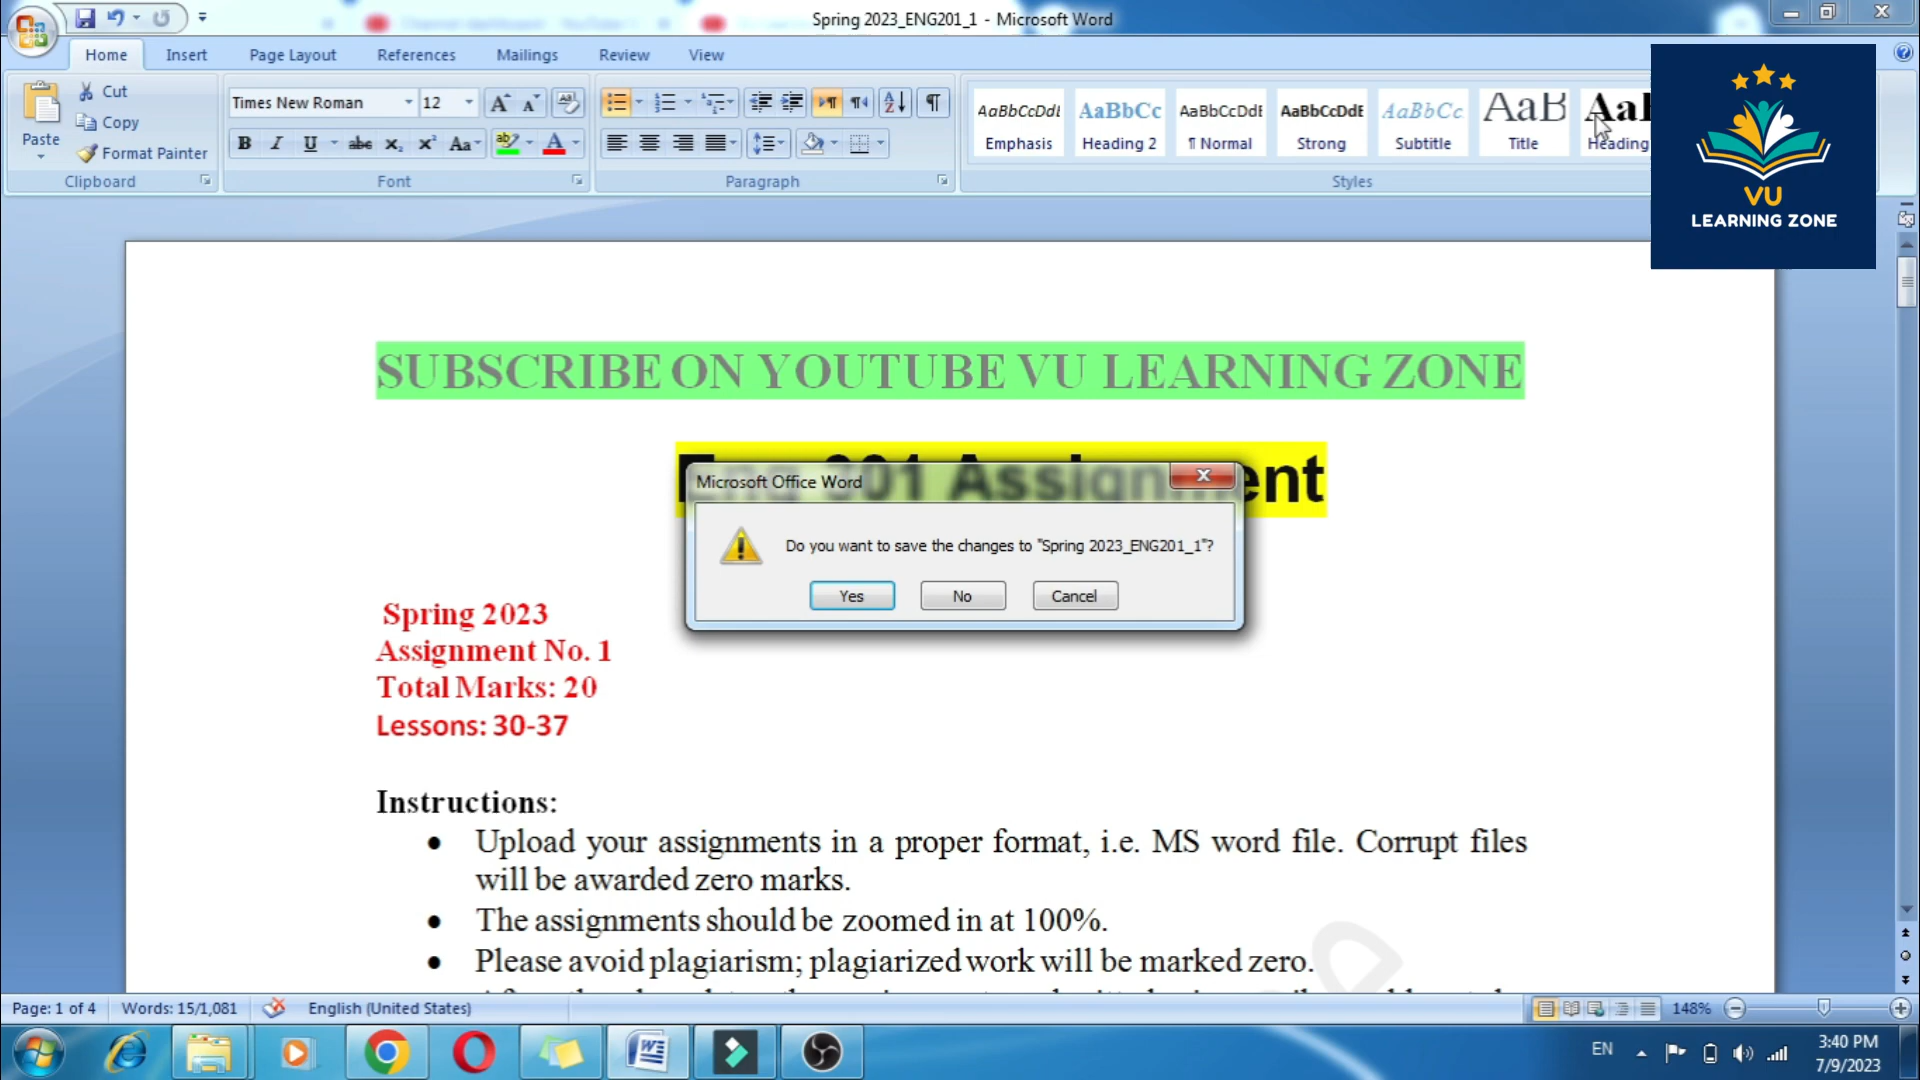 Spring 2023_ENG201_1 - Microsoft Word
Home Insert Page Layout References Mailings Review View
Paste
Cut
Copy
Format Painter
Clipboard
Times New Roman 12
Font
Paragraph
AaBbCcDdI AaBbCc AaBbCcDdI AaBbCcDdE AaBbCc AaB AaI
Emphasis Heading 2 ¶ Normal Strong Subtitle Title Heading
Styles
VU
LEARNING ZONE
SUBSCRIBE ON YOUTUBE VU LEARNING ZONE
Eng 301 Assignment
Microsoft Office Word
Do you want to save the changes to "Spring 2023_ENG201_1"?
Yes No Cancel
Spring 2023
Assignment No. 1
Total Marks: 20
Lessons: 30-37
Instructions:
• Upload your assignments in a proper format, i.e. MS word file. Corrupt files
will be awarded zero marks.
• The assignments should be zoomed in at 100%.
• Please avoid plagiarism; plagiarized work will be marked zero.
Page: 1 of 4 Words: 15/1,081 English (United States) 148%
EN
3:40 PM
7/9/2023